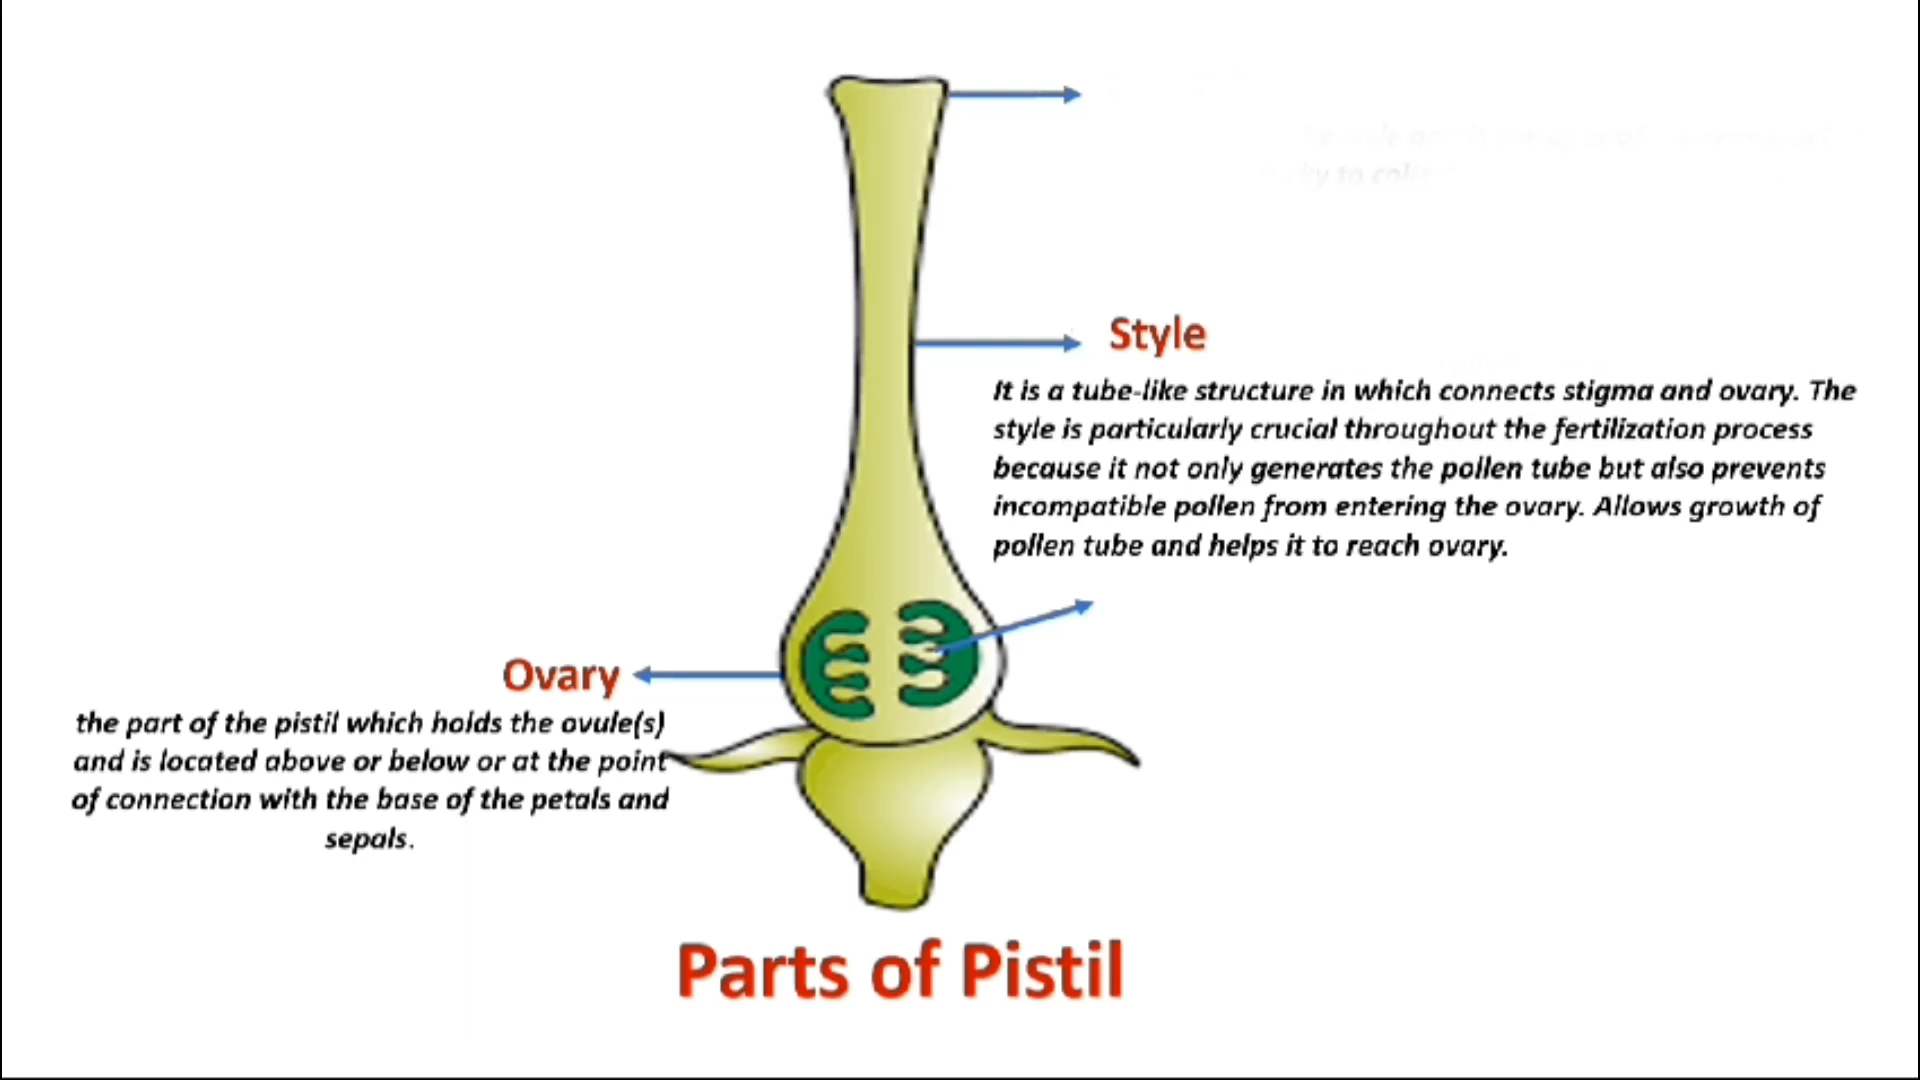 Style
It is a tube-like structure in which connects stigma and ovary. The
style is particularly crucial throughout the fertilization process
because it not only generates the pollen tube but also prevents
incompatible pollen from entering the ovary. Allows growth of
pollen tube and helps it to reach ovary.
Ovary
the part of the pistil which holds the ovule(s)
and is located above or below or at the point
of connection with the base of the petals and
sepals.
Parts of Pistil